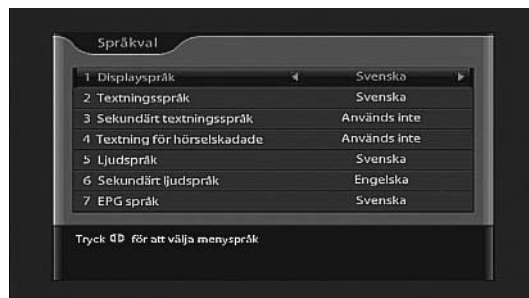 Språkval
1 Displayspråk Svenska
2 Textningsspråk Svenska
3 Sekundärt textningsspråk Används inte
4 Textning för hörselskadade Används inte
5 Ljudspråk Svenska
6 Sekundärt ljudspråk Engelska
7 EPG språk Svenska
Tryck ◁▷ för att välja menyspråk